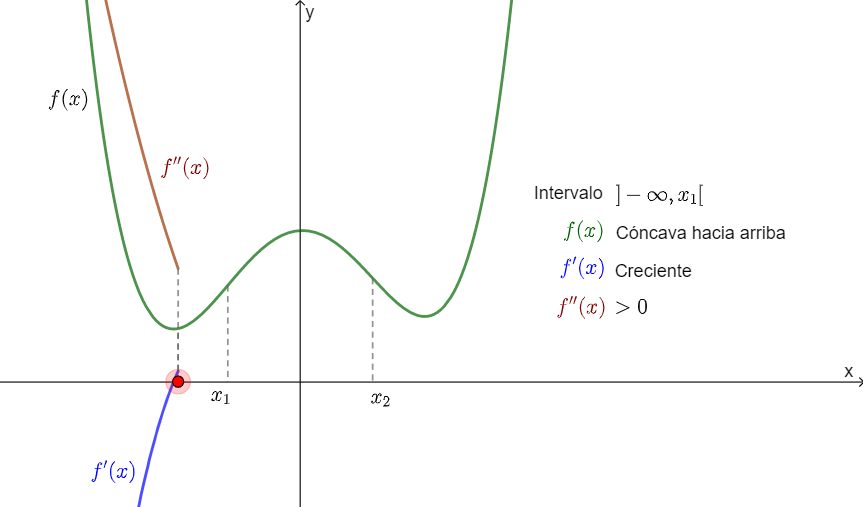 y
f(x)
f''(x)
Intervalo ]−∞, x₁[
f(x) Cóncava hacia arriba
f'(x) Creciente
f''(x) > 0
x
x₁
x₂
f'(x)